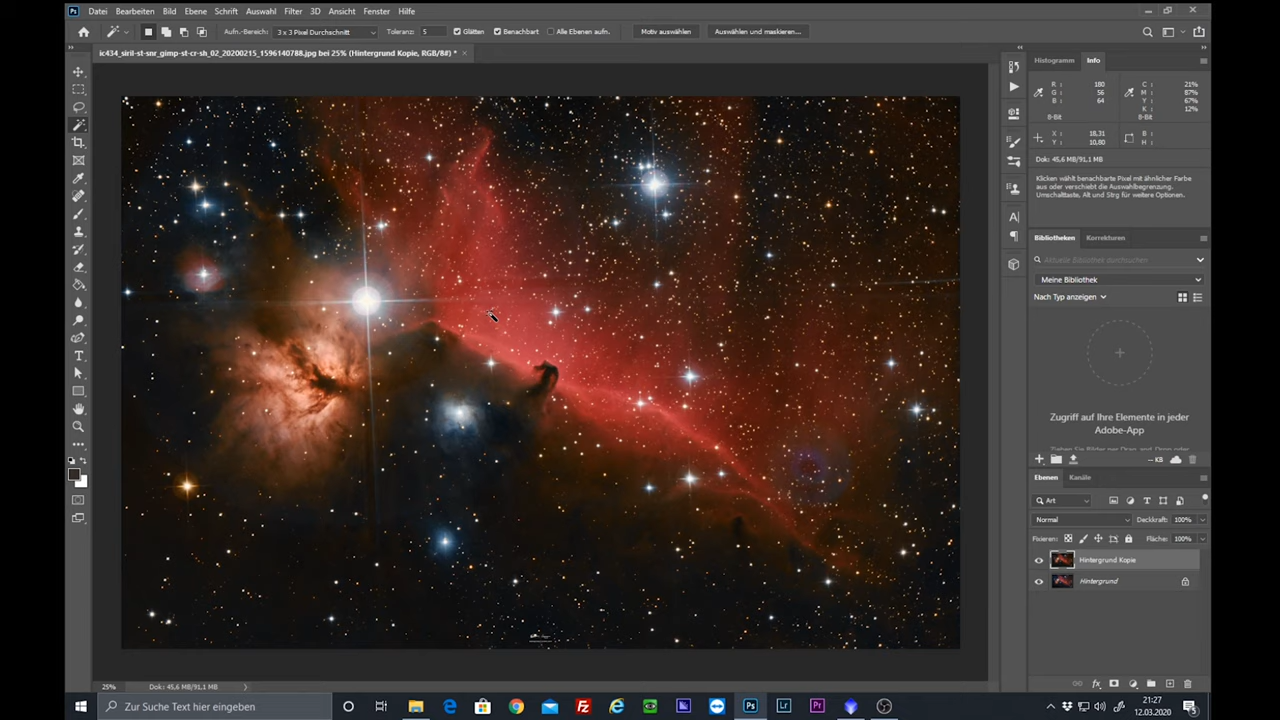 Datei Bearbeiten Bild Ebene Schrift Auswahl Filter 3D Ansicht Fenster Hilfe
Aufn.-Bereich: 3 x 3 Pixel Durchschnitt Toleranz: 5 Glätten Benachbart Alle Ebenen aufn. Motiv auswählen Auswählen und maskieren...
ic434_siril-st-snr_gimp-st-cr-sh_02_20200215_1596140788.jpg bei 25% (Hintergrund Kopie, RGB/8#) *
Histogramm Info
R: 180 C: 21%
G: 56 M: 87%
B: 64 Y: 67%
K: 12%
8-Bit 8-Bit
X: 18,31 B:
Y: 10,80 H:
Dok: 45,6 MB/91,1 MB
Klicken wählt benachbarte Pixel mit ähnlicher Farbe
aus oder verschiebt die Auswahlbegrenzung.
Umschalttaste, Alt und Strg für weitere Optionen.
Bibliotheken Korrekturen
Aktuelle Bibliothek durchsuchen
Meine Bibliothek
Nach Typ anzeigen
Zugriff auf Ihre Elemente in jeder
Adobe-App
-- KB
Ebenen Kanäle
Art
Normal Deckkraft: 100%
Fixieren: Fläche: 100%
Hintergrund Kopie
Hintergrund
25% Dok: 45,6 MB/91,1 MB
Zur Suche Text hier eingeben
21:27
12.03.2020